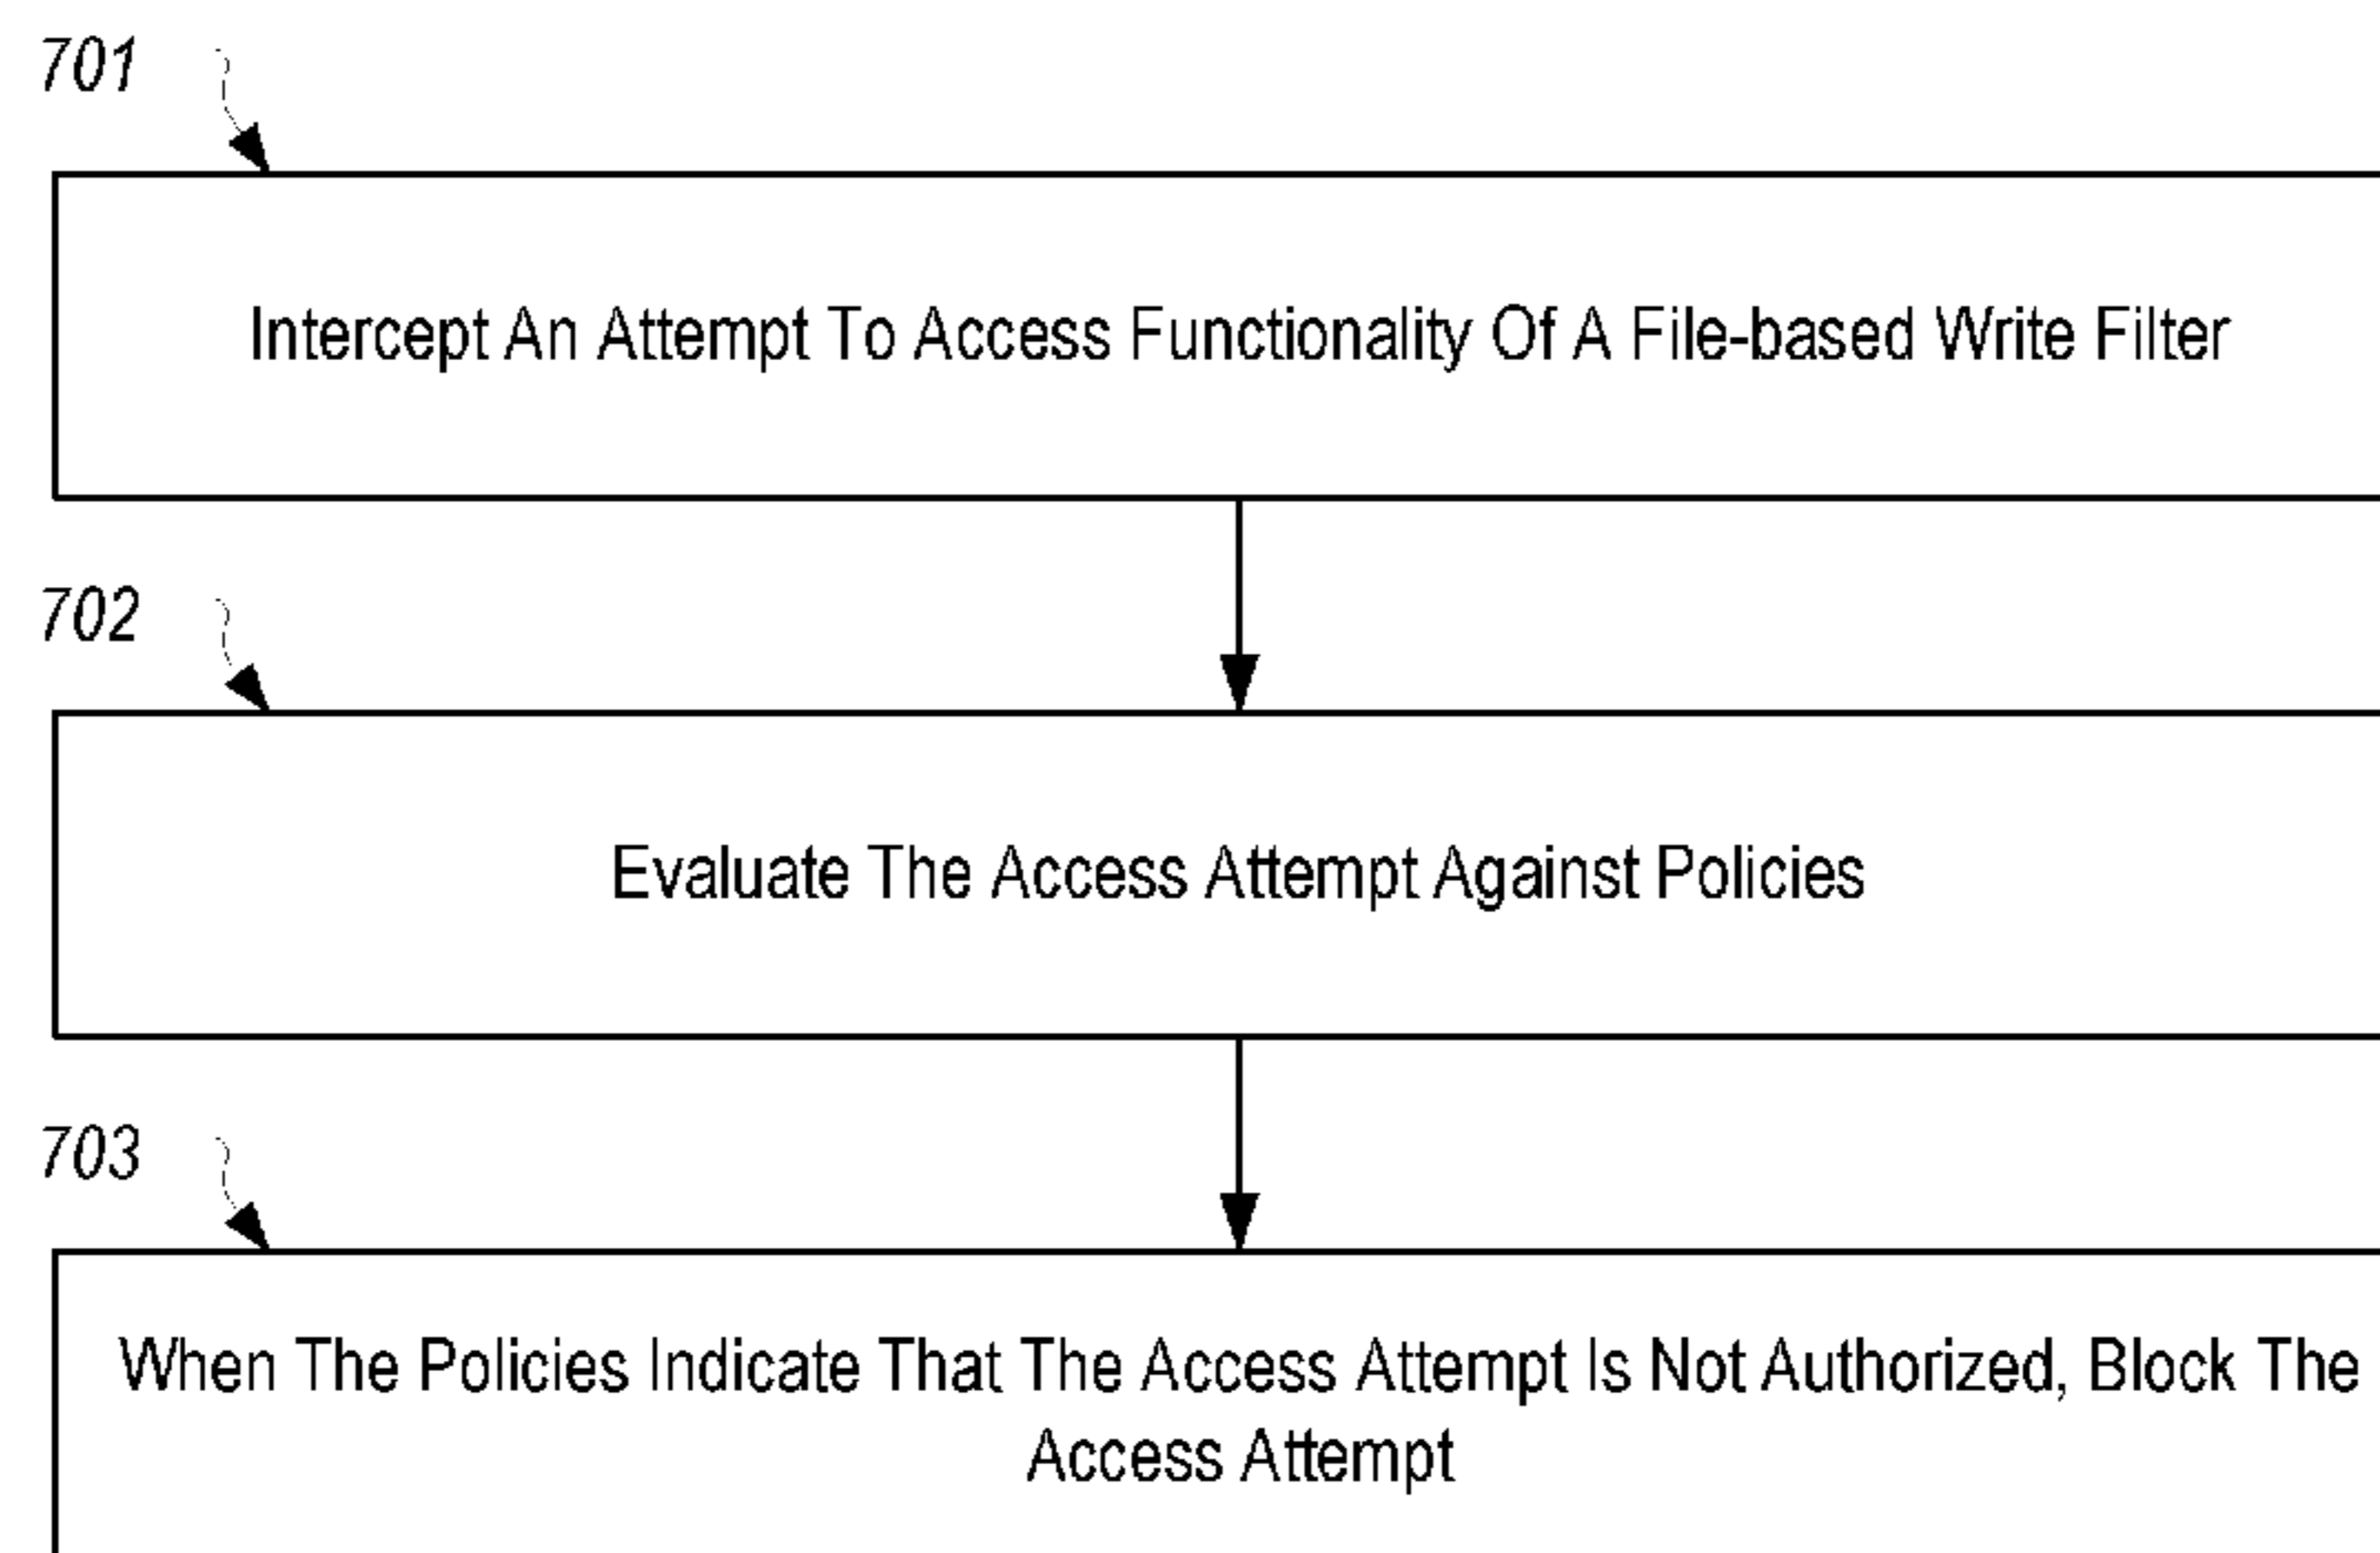 701
Intercept An Attempt To Access Functionality Of A File-based Write Filter
702
Evaluate The Access Attempt Against Policies
703
When The Policies Indicate That The Access Attempt Is Not Authorized, Block The
Access Attempt